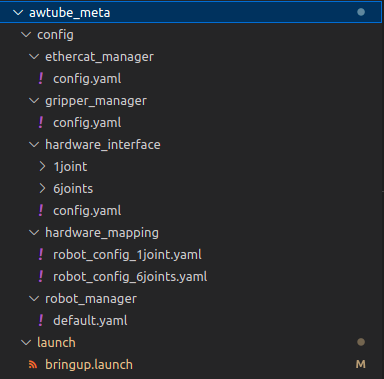 awtube_meta
config
ethercat_manager
! config.yaml
gripper_manager
! config.yaml
hardware_interface
1joint
6joints
! config.yaml
hardware_mapping
! robot_config_1joint.yaml
! robot_config_6joints.yaml
robot_manager
! default.yaml
launch
bringup.launch M